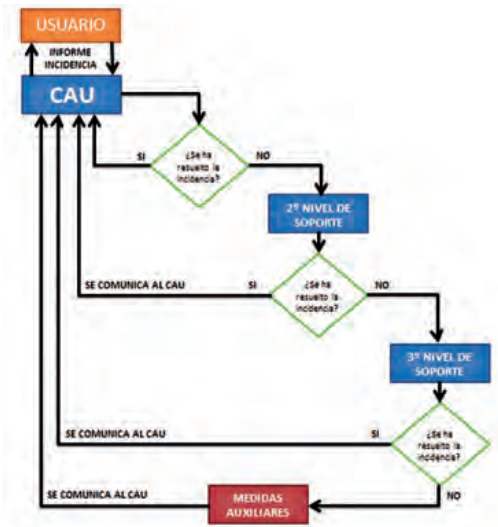 USUARIO
INFORME
INCIDENCIA
CAU
¿Se ha
resuelto la
incidencia?
SI
NO
2º NIVEL DE
SOPORTE
¿Se ha
resuelto la
incidencia?
SE COMUNICA AL CAU
SI
NO
3º NIVEL DE
SOPORTE
¿Se ha
resuelto la
incidencia?
SE COMUNICA AL CAU
SI
SE COMUNICA AL CAU
MEDIDAS
AUXILIARES
NO